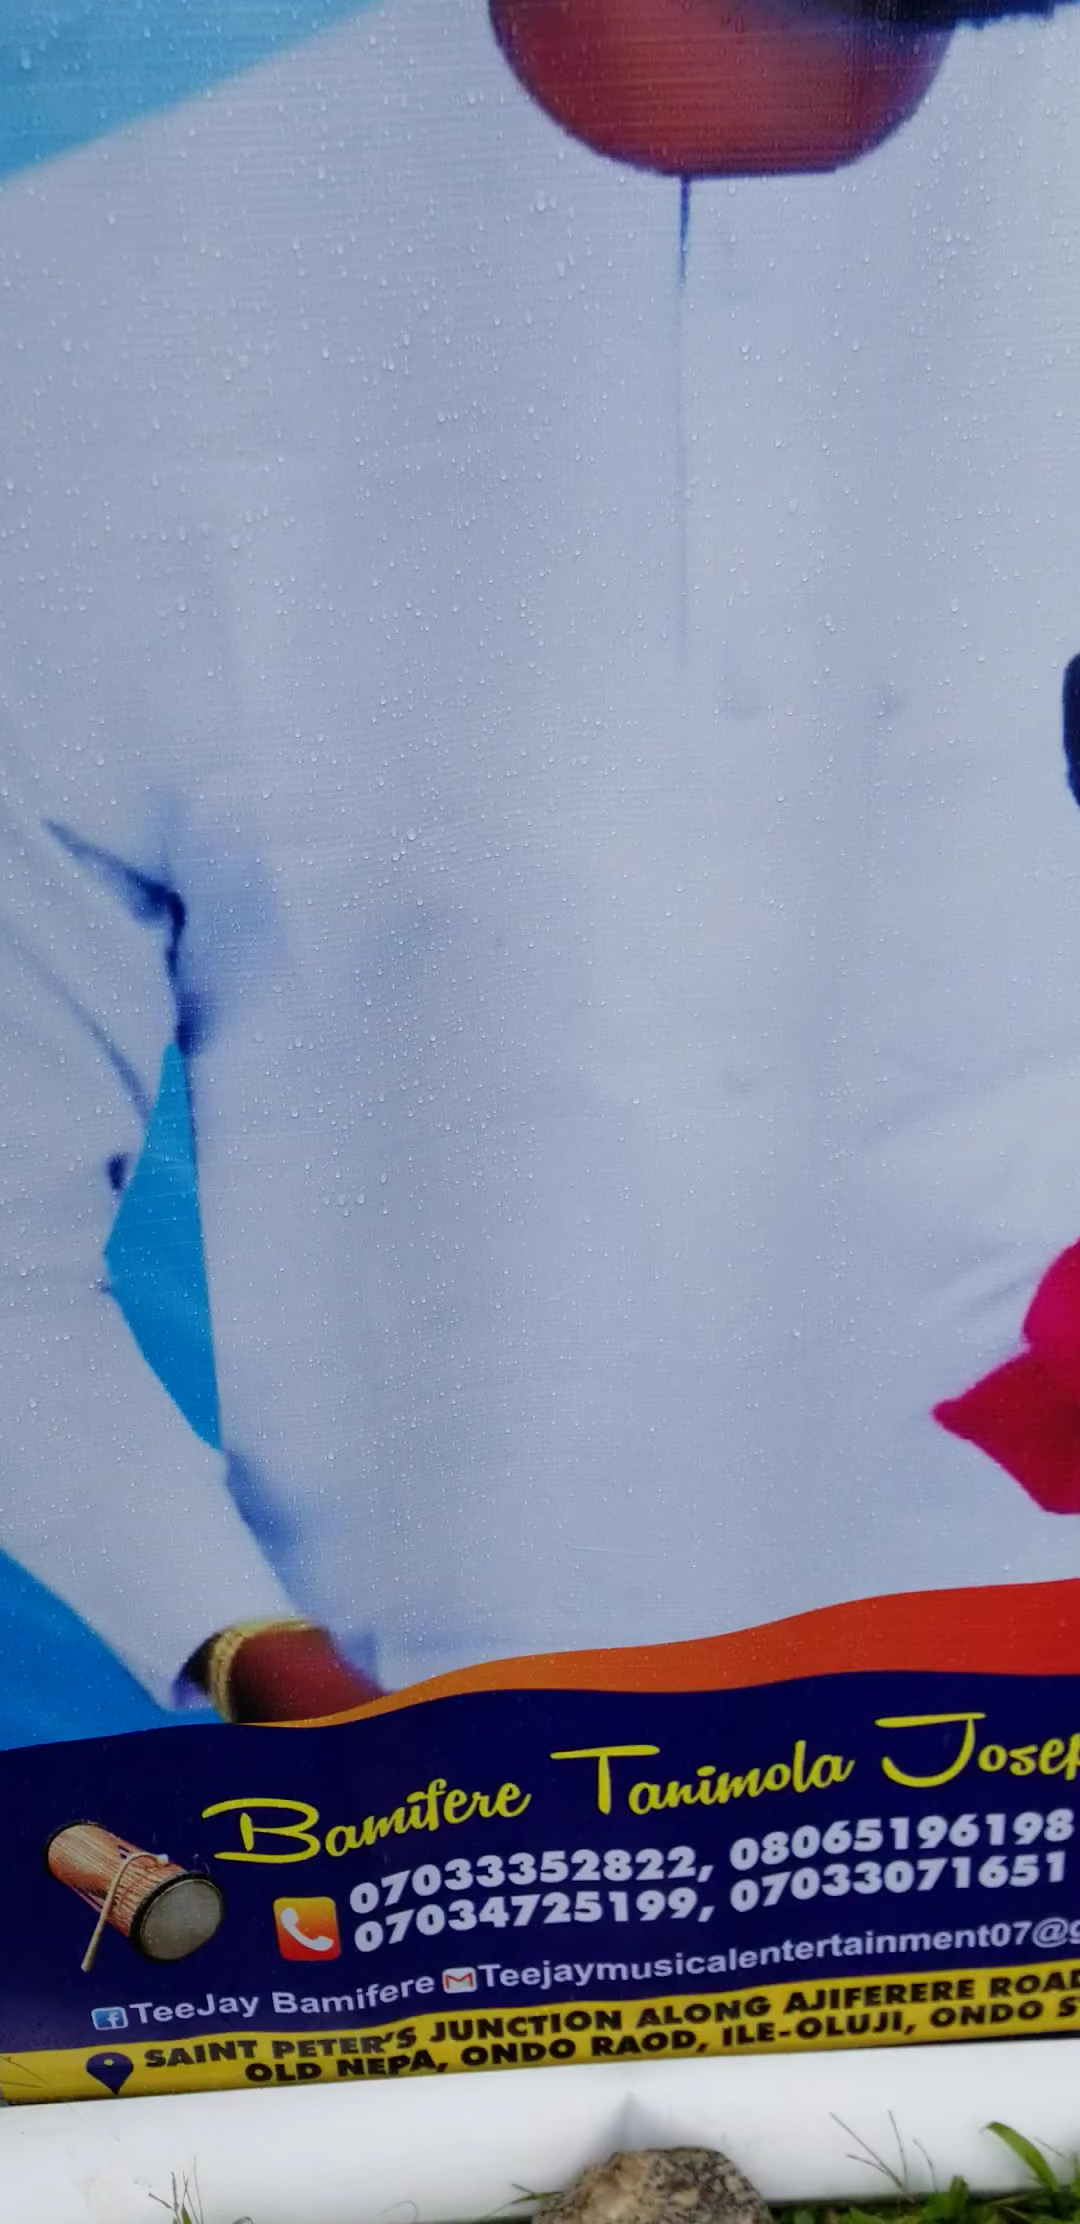 Bamifere Tanimola Josep
07033352822, 08065196198
07034725199, 07033071651
TeeJay Bamifere Teejaymusicalentertainment07@g
SAINT PETER'S JUNCTION ALONG AJIFERERE ROAD
OLD NEPA, ONDO RAOD, ILE-OLUJI, ONDO S